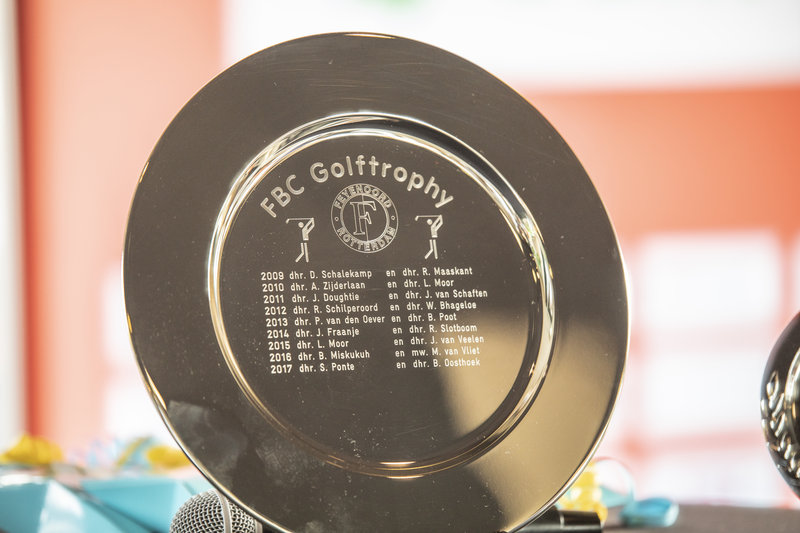 FBC Golftrophy
FEYENOORD
F
ROTTERDAM
2009 dhr. D. Schalekamp en dhr. R. Maaskant
2010 dhr. A. Zijderlaan en dhr. L. Moor
2011 dhr. J. Doughtie en dhr. J. van Schaften
2012 dhr. R. Schilperoord en dhr. W. Bhageloe
2013 dhr. P. van den Oever en dhr. B. Poot
2014 dhr. J. Fraanje en dhr. R. Slotboom
2015 dhr. L. Moor en dhr. J. van Veelen
2016 dhr. B. Miskukuh en mw. M. van Vliet
2017 dhr. S. Ponte en dhr. B. Oosthoek